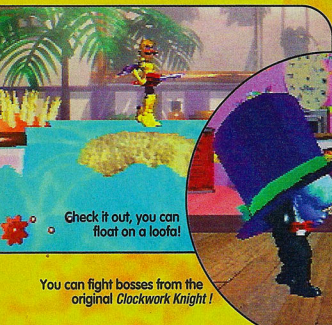 Check it out, you can
float on a loofa!
You can fight bosses from the
original Clockwork Knight!